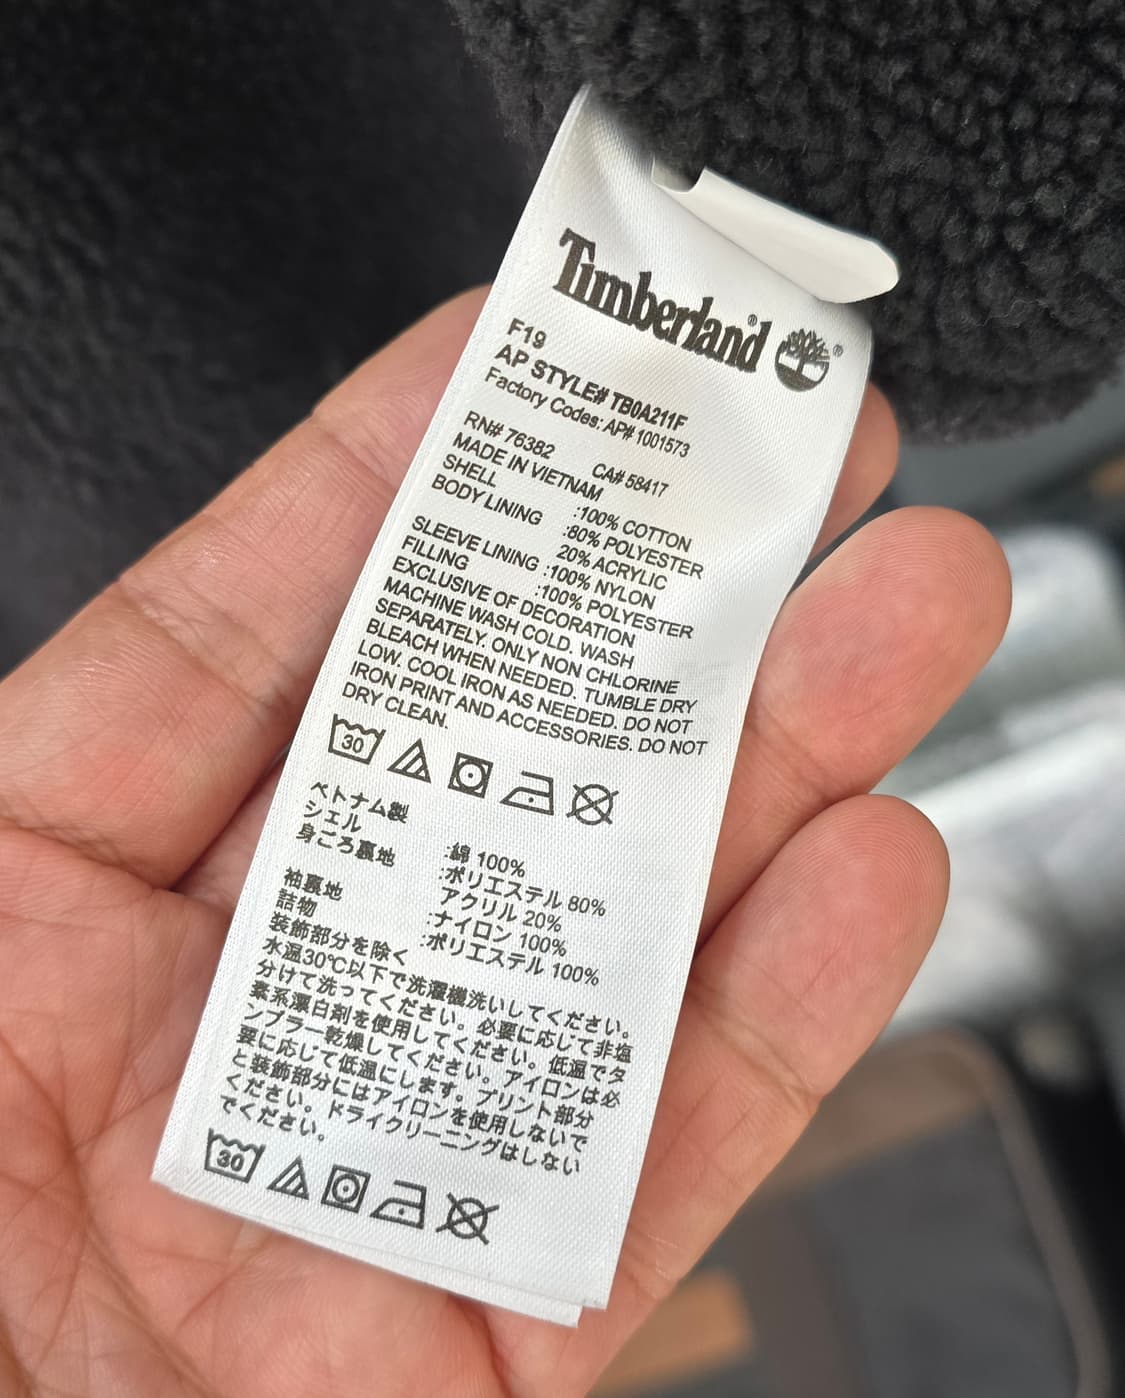 Timberland®
F19
AP STYLE# TB0A211F
Factory Codes: AP# 1001573
RN# 76382 CA# 58417
MADE IN VIETNAM
SHELL :100% COTTON
BODY LINING :80% POLYESTER
20% ACRYLIC
SLEEVE LINING :100% NYLON
FILLING :100% POLYESTER
EXCLUSIVE OF DECORATION
MACHINE WASH COLD. WASH
SEPARATELY. ONLY NON CHLORINE
BLEACH WHEN NEEDED. TUMBLE DRY
LOW. COOL IRON AS NEEDED. DO NOT
IRON PRINT AND ACCESSORIES. DO NOT
DRY CLEAN.
30
ベトナム製
シェル :綿 100%
身ころ裏地 :ポリエステル 80%
アクリル 20%
袖裏地 :ナイロン 100%
詰物 :ポリエステル 100%
装飾部分を除く
水温30℃以下で洗濯機洗いしてください。
分けて洗ってください。必要に応じて非塩
素系漂白剤を使用してください。低温でタ
ンブラー乾燥してください。アイロンは必
要に応じて低温にします。プリント部分
と装飾部分にはアイロンを使用しないで
ください。ドライクリーニングはしない
でください。
30